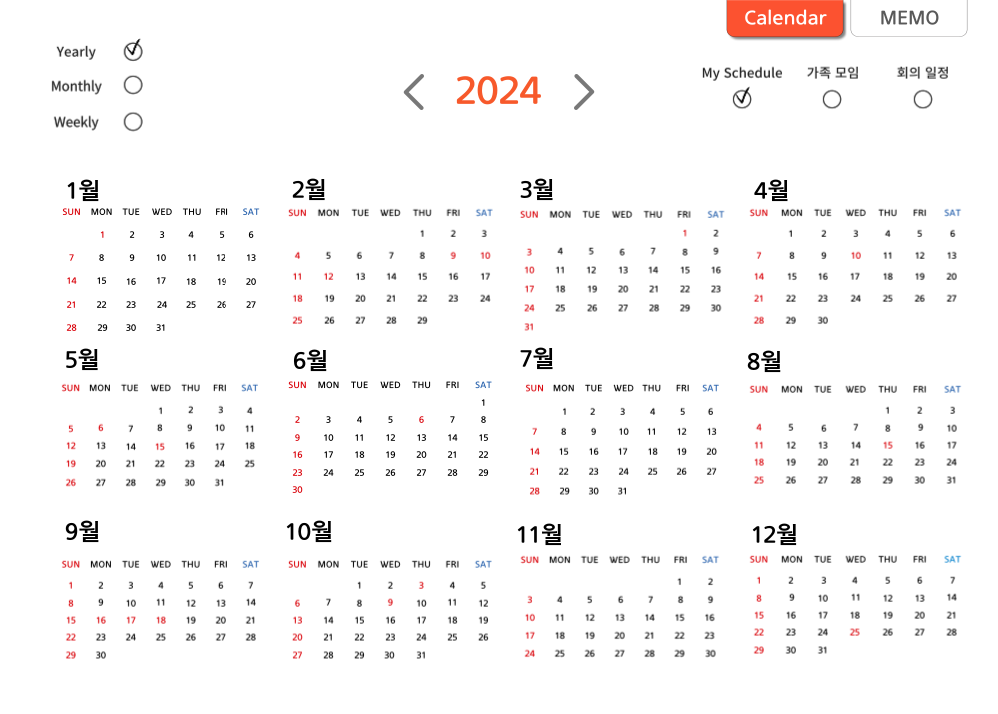 Calendar
MEMO
Yearly
Monthly
Weekly
2024
My Schedule
가족 모임
회의 일정
1월
SUN MON TUE WED THU FRI SAT
1 2 3 4 5 6
7 8 9 10 11 12 13
14 15 16 17 18 19 20
21 22 23 24 25 26 27
28 29 30 31
2월
SUN MON TUE WED THU FRI SAT
1 2 3
4 5 6 7 8 9 10
11 12 13 14 15 16 17
18 19 20 21 22 23 24
25 26 27 28 29
3월
SUN MON TUE WED THU FRI SAT
1 2
3 4 5 6 7 8 9
10 11 12 13 14 15 16
17 18 19 20 21 22 23
24 25 26 27 28 29 30
31
4월
SUN MON TUE WED THU FRI SAT
1 2 3 4 5 6
7 8 9 10 11 12 13
14 15 16 17 18 19 20
21 22 23 24 25 26 27
28 29 30
5월
SUN MON TUE WED THU FRI SAT
1 2 3 4
5 6 7 8 9 10 11
12 13 14 15 16 17 18
19 20 21 22 23 24 25
26 27 28 29 30 31
6월
SUN MON TUE WED THU FRI SAT
1
2 3 4 5 6 7 8
9 10 11 12 13 14 15
16 17 18 19 20 21 22
23 24 25 26 27 28 29
30
7월
SUN MON TUE WED THU FRI SAT
1 2 3 4 5 6
7 8 9 10 11 12 13
14 15 16 17 18 19 20
21 22 23 24 25 26 27
28 29 30 31
8월
SUN MON TUE WED THU FRI SAT
1 2 3
4 5 6 7 8 9 10
11 12 13 14 15 16 17
18 19 20 21 22 23 24
25 26 27 28 29 30 31
9월
SUN MON TUE WED THU FRI SAT
1 2 3 4 5 6 7
8 9 10 11 12 13 14
15 16 17 18 19 20 21
22 23 24 25 26 27 28
29 30
10월
SUN MON TUE WED THU FRI SAT
1 2 3 4 5
6 7 8 9 10 11 12
13 14 15 16 17 18 19
20 21 22 23 24 25 26
27 28 29 30 31
11월
SUN MON TUE WED THU FRI SAT
1 2
3 4 5 6 7 8 9
10 11 12 13 14 15 16
17 18 19 20 21 22 23
24 25 26 27 28 29 30
12월
SUN MON TUE WED THU FRI SAT
1 2 3 4 5 6 7
8 9 10 11 12 13 14
15 16 17 18 19 20 21
22 23 24 25 26 27 28
29 30 31